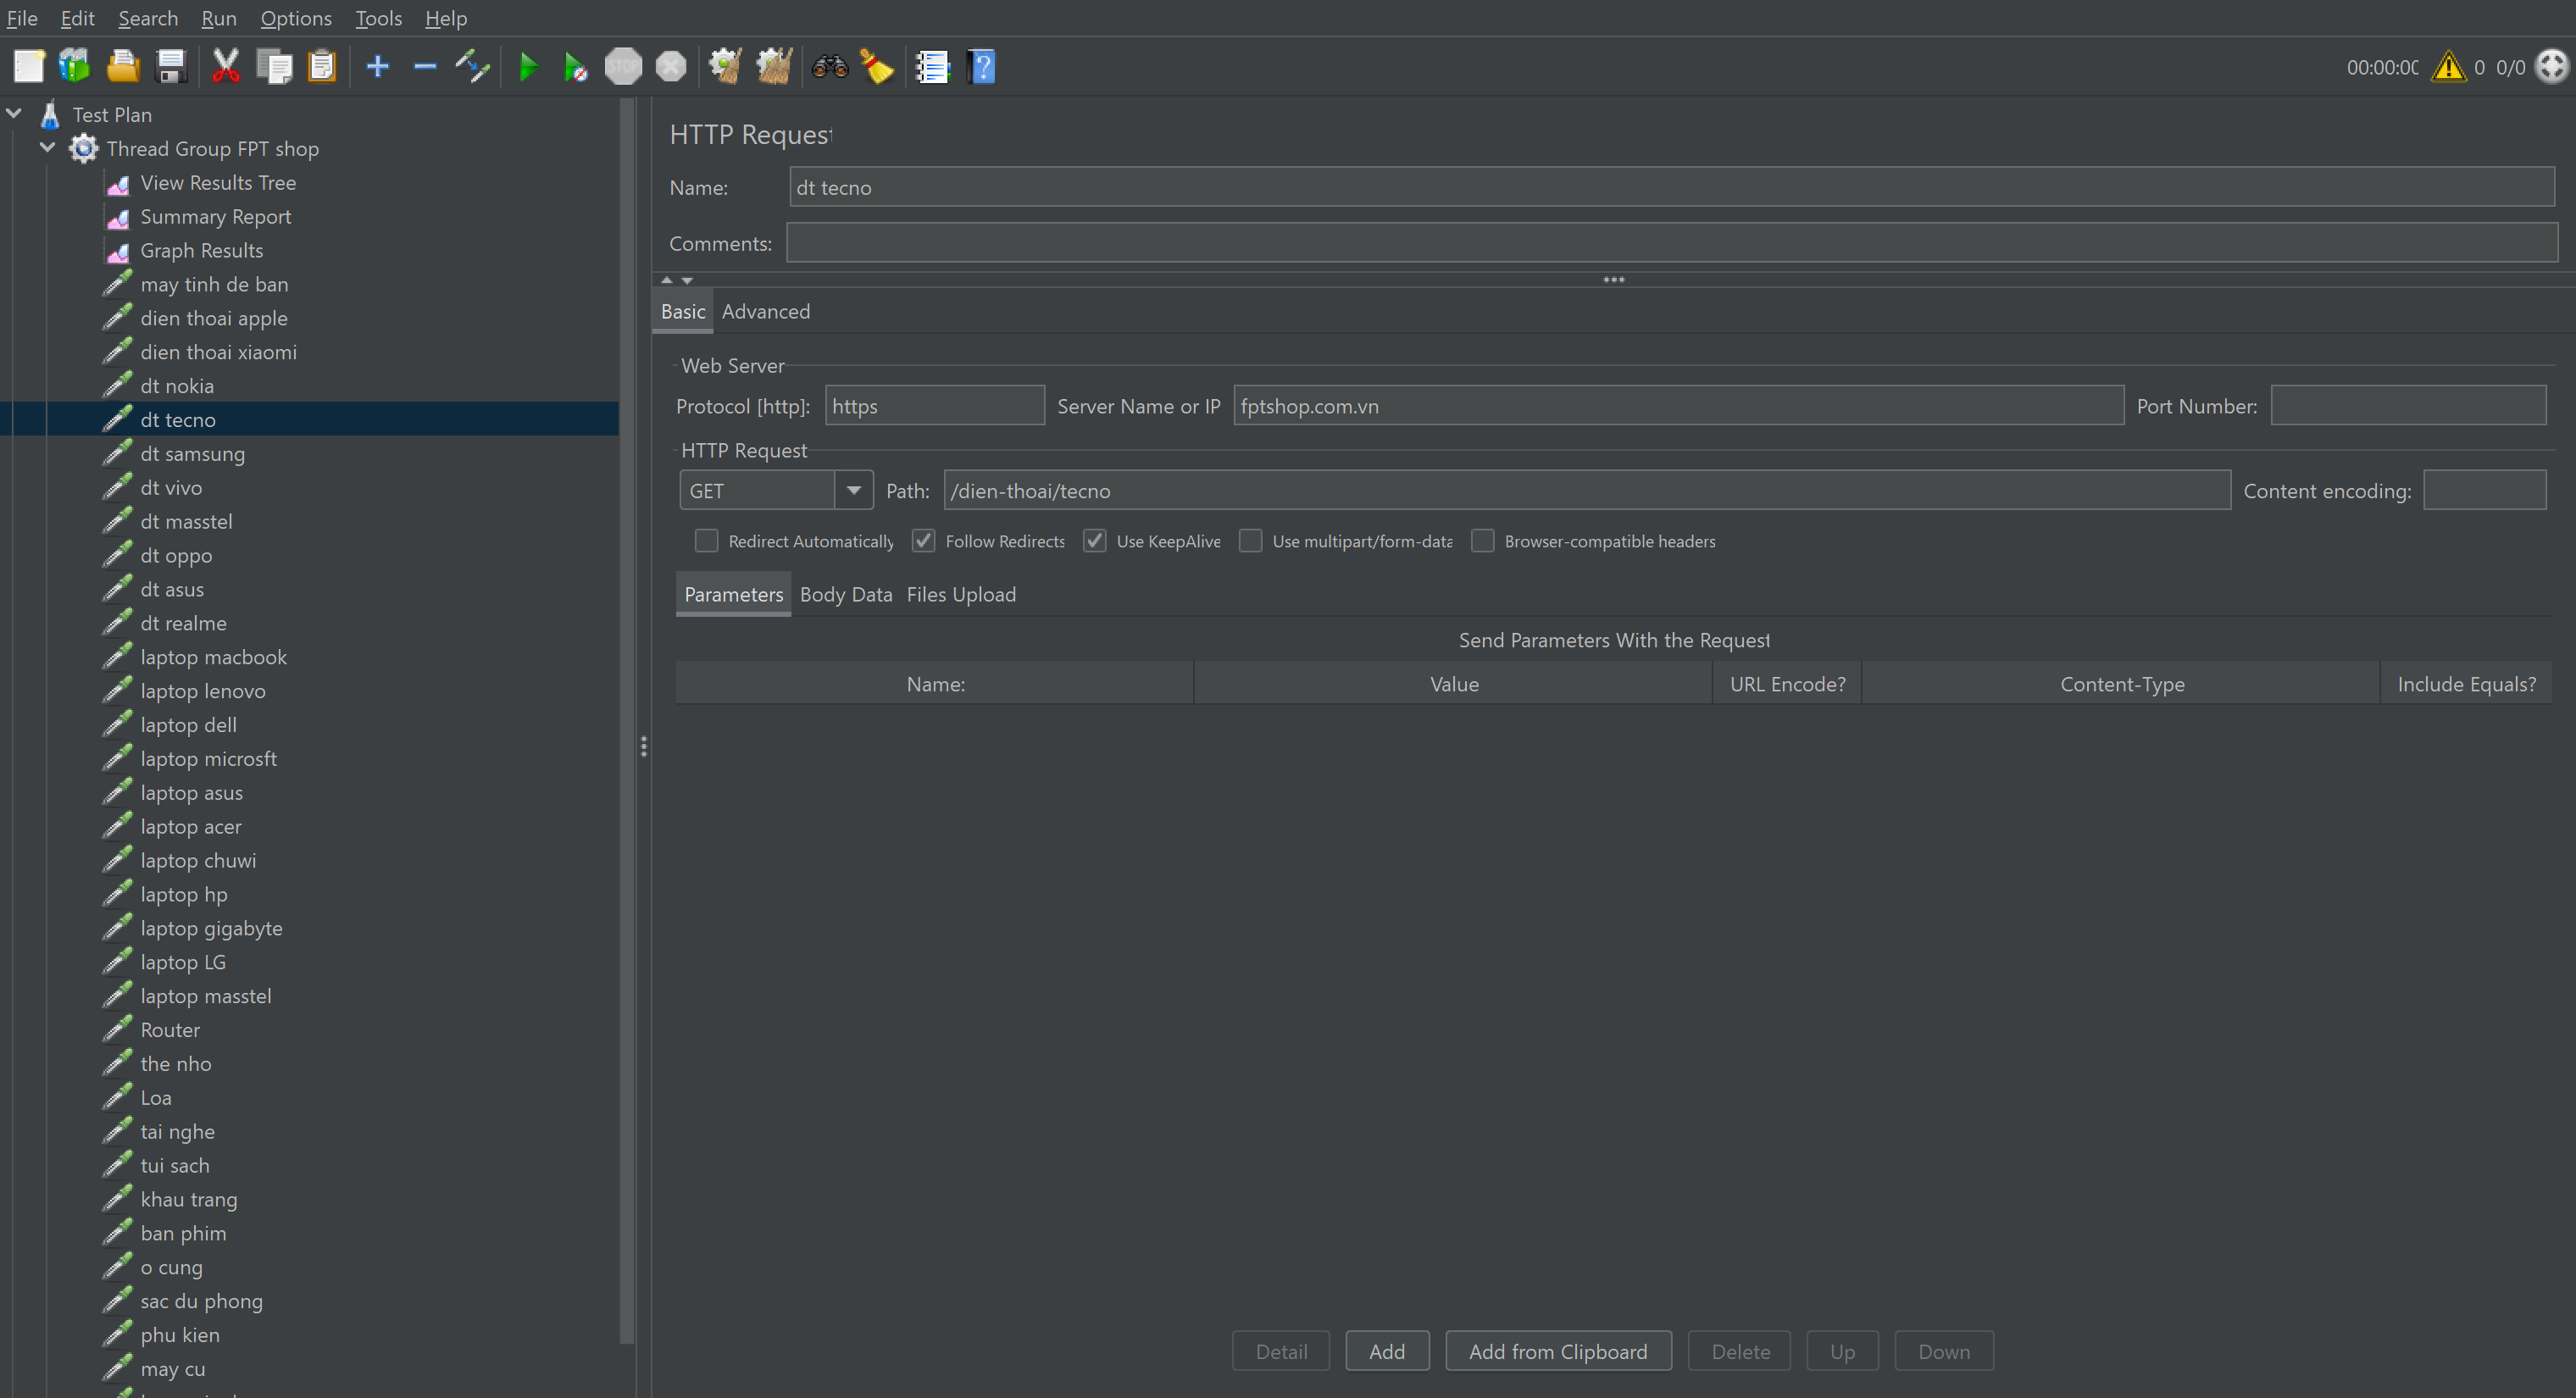 File Edit Search Run Options Tools Help
STOP
00:00:00 0 0/0
Test Plan
Thread Group FPT shop
View Results Tree
Summary Report
Graph Results
may tinh de ban
dien thoai apple
dien thoai xiaomi
dt nokia
dt tecno
dt samsung
dt vivo
dt masstel
dt oppo
dt asus
dt realme
laptop macbook
laptop lenovo
laptop dell
laptop microsft
laptop asus
laptop acer
laptop chuwi
laptop hp
laptop gigabyte
laptop LG
laptop masstel
Router
the nho
Loa
tai nghe
tui sach
khau trang
ban phim
o cung
sac du phong
phu kien
may cu
HTTP Request
Name: dt tecno
Comments:
Basic Advanced
Web Server
Protocol [http]: https Server Name or IP fptshop.com.vn Port Number:
HTTP Request
GET Path: /dien-thoai/tecno Content encoding:
Redirect Automatically Follow Redirects Use KeepAlive Use multipart/form-data Browser-compatible headers
Parameters Body Data Files Upload
Send Parameters With the Request
Name: Value URL Encode? Content-Type Include Equals?
Detail Add Add from Clipboard Delete Up Down